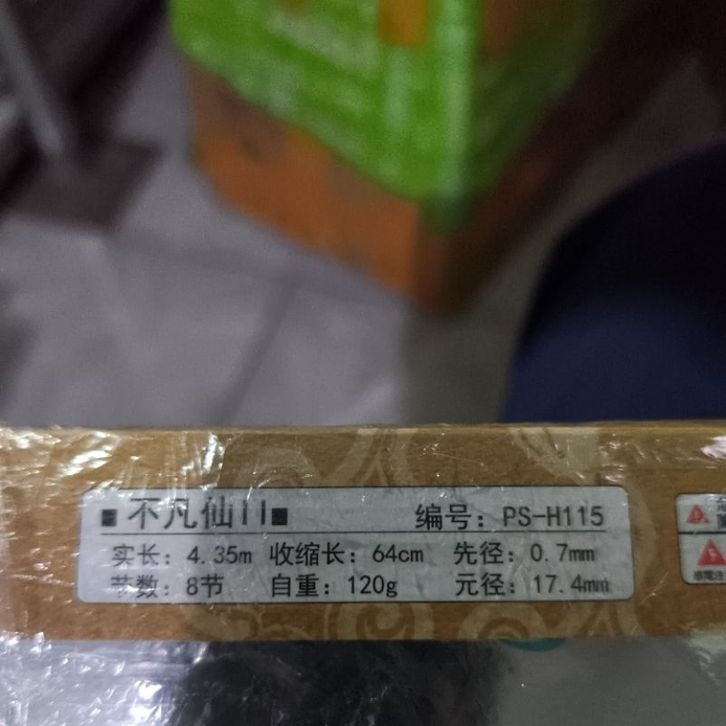 ■ 不凡仙II■ 编号：PS-H115
实长：4.35m 收缩长：64cm 先径：0.7mm
节数：8节 自重：120g 元径：17.4mm